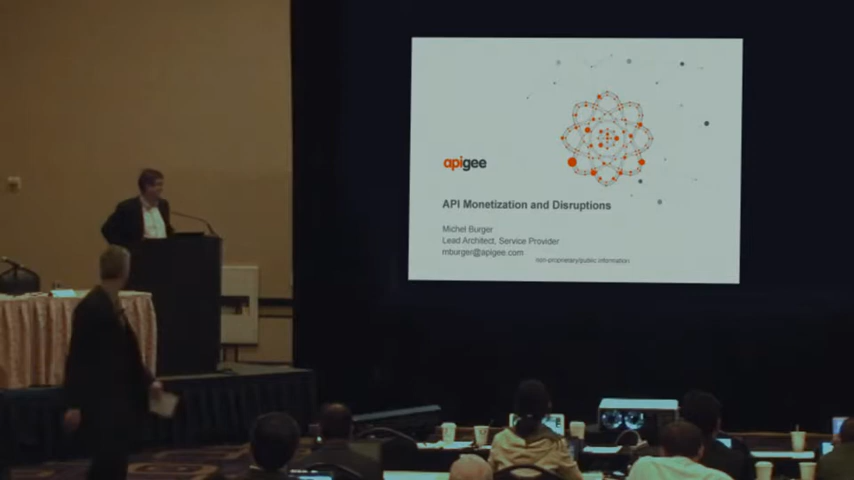 apigee
API Monetization and Disruptions
Michel Burger
Lead Architect, Service Provider
mburger@apigee.com
non-proprietary/public information